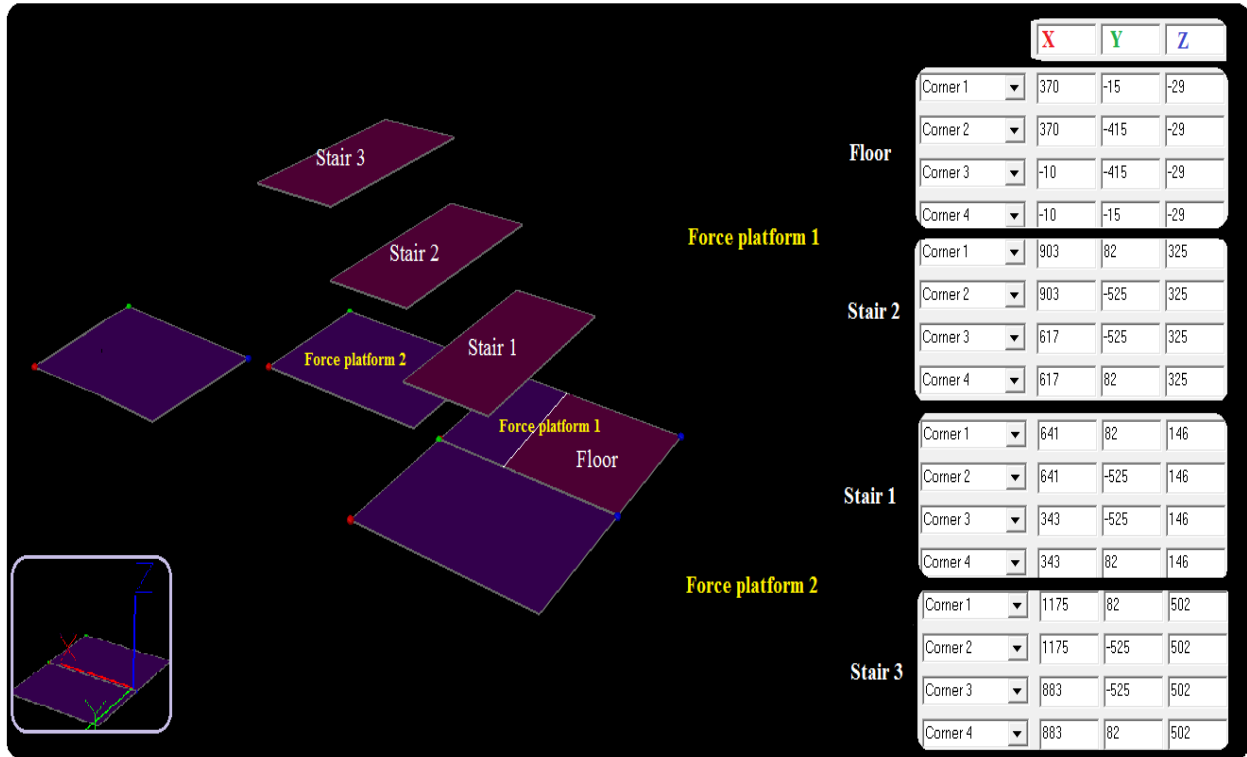 Stair 3
Stair 2
Stair 1
Force platform 2
Force platform 1
Floor
Z
X
Y
Force platform 1
Force platform 2
X Y Z
Floor
Corner 1 370 -15 -29
Corner 2 370 -415 -29
Corner 3 -10 -415 -29
Corner 4 -10 -15 -29
Stair 2
Corner 1 903 82 325
Corner 2 903 -525 325
Corner 3 617 -525 325
Corner 4 617 82 325
Stair 1
Corner 1 641 82 146
Corner 2 641 -525 146
Corner 3 343 -525 146
Corner 4 343 82 146
Stair 3
Corner 1 1175 82 502
Corner 2 1175 -525 502
Corner 3 883 -525 502
Corner 4 883 82 502